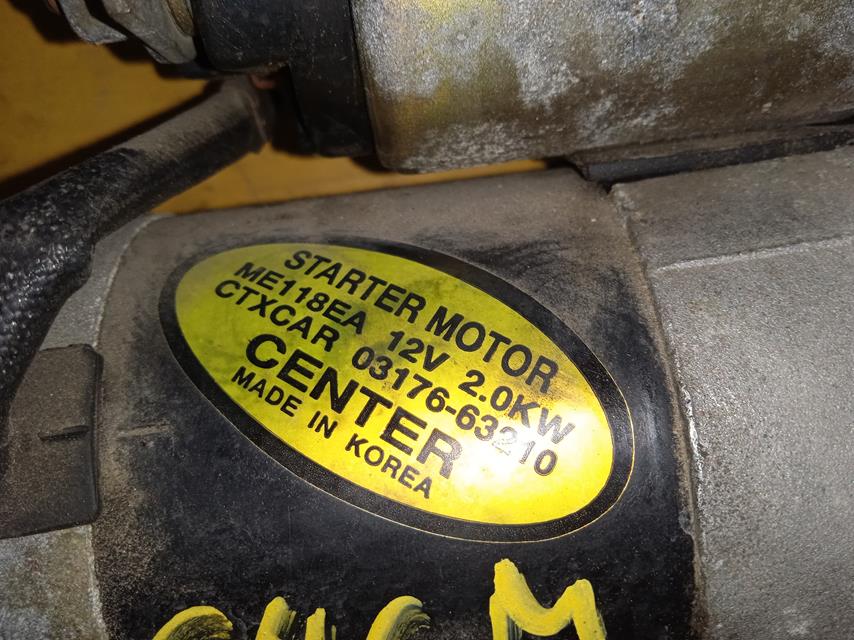 STARTER MOTOR
ME118EA 12V 2.0KW
CTXCAR 03176-63210
CENTER
MADE IN KOREA